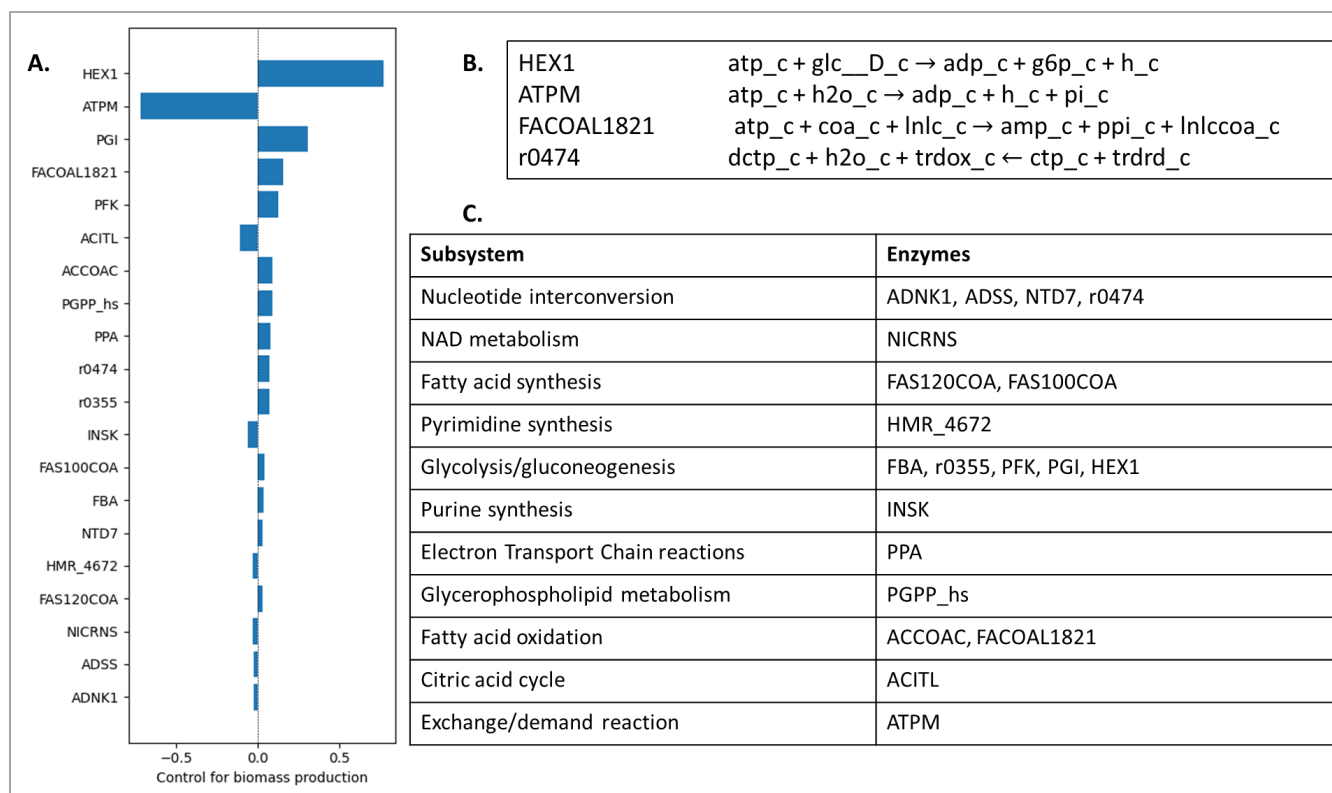 A.
HEX1
ATPM
PGI
FACOAL1821
PFK
ACITL
ACCOAC
PGPP_hs
PPA
r0474
r0355
INSK
FAS100COA
FBA
NTD7
HMR_4672
FAS120COA
NICRNS
ADSS
ADNK1
−0.5 0.0 0.5
Control for biomass production
B.
HEX1 atp_c + glc__D_c → adp_c + g6p_c + h_c
ATPM atp_c + h2o_c → adp_c + h_c + pi_c
FACOAL1821 atp_c + coa_c + lnlc_c → amp_c + ppi_c + lnlccoa_c
r0474 dctp_c + h2o_c + trdox_c ← ctp_c + trdrd_c
C.
Subsystem Enzymes
Nucleotide interconversion ADNK1, ADSS, NTD7, r0474
NAD metabolism NICRNS
Fatty acid synthesis FAS120COA, FAS100COA
Pyrimidine synthesis HMR_4672
Glycolysis/gluconeogenesis FBA, r0355, PFK, PGI, HEX1
Purine synthesis INSK
Electron Transport Chain reactions PPA
Glycerophospholipid metabolism PGPP_hs
Fatty acid oxidation ACCOAC, FACOAL1821
Citric acid cycle ACITL
Exchange/demand reaction ATPM